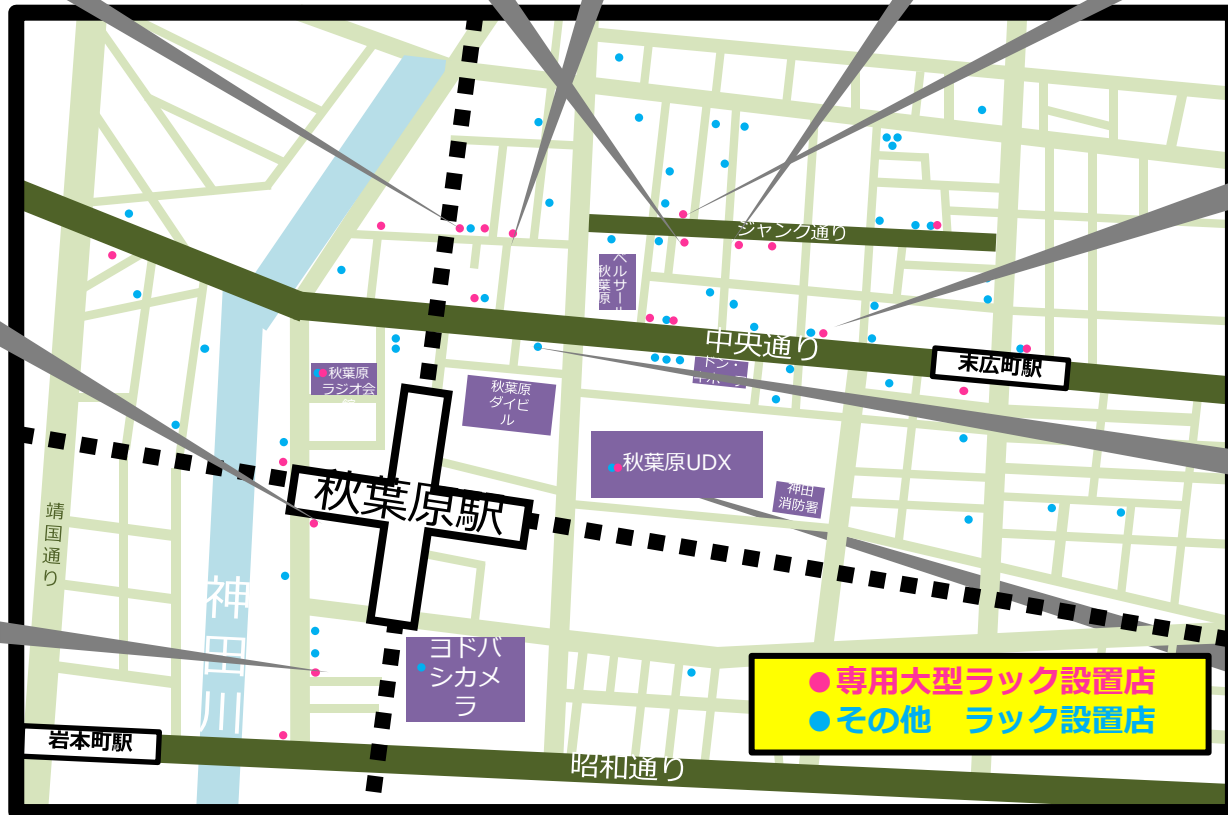 ジャンク通り
ベルサール
秋葉原
中央通り
末広町駅
秋葉原
ラジオ会
館
秋葉原
ダイビ
ル
秋葉原UDX
神田
消防署
秋葉原駅
靖国通り
神田川
ヨドバ
シカメ
ラ
●専用大型ラック設置店
●その他　ラック設置店
岩本町駅
昭和通り